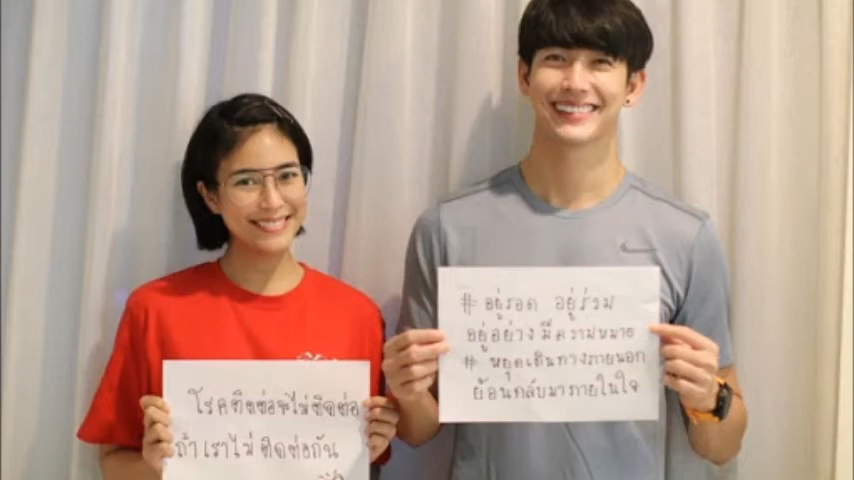 โรคติดต่อจะไม่ติดต่อ
ถ้าเราไม่ติดต่อกัน
#อยู่รอด อยู่ร่วม
อยู่อย่างมีความหมาย
# หยุดเดินทางภายนอก
ย้อนกลับมาภายในใจ